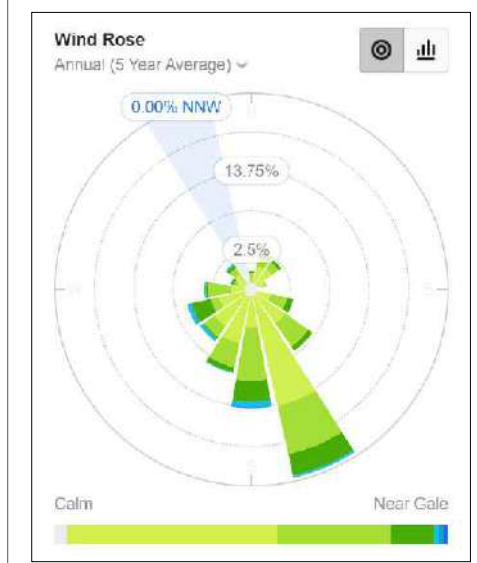 Wind Rose
Annual (5 Year Average)
0.00% NNW
N
13.75%
2.5%
W
E
S
Calm
Near Gale